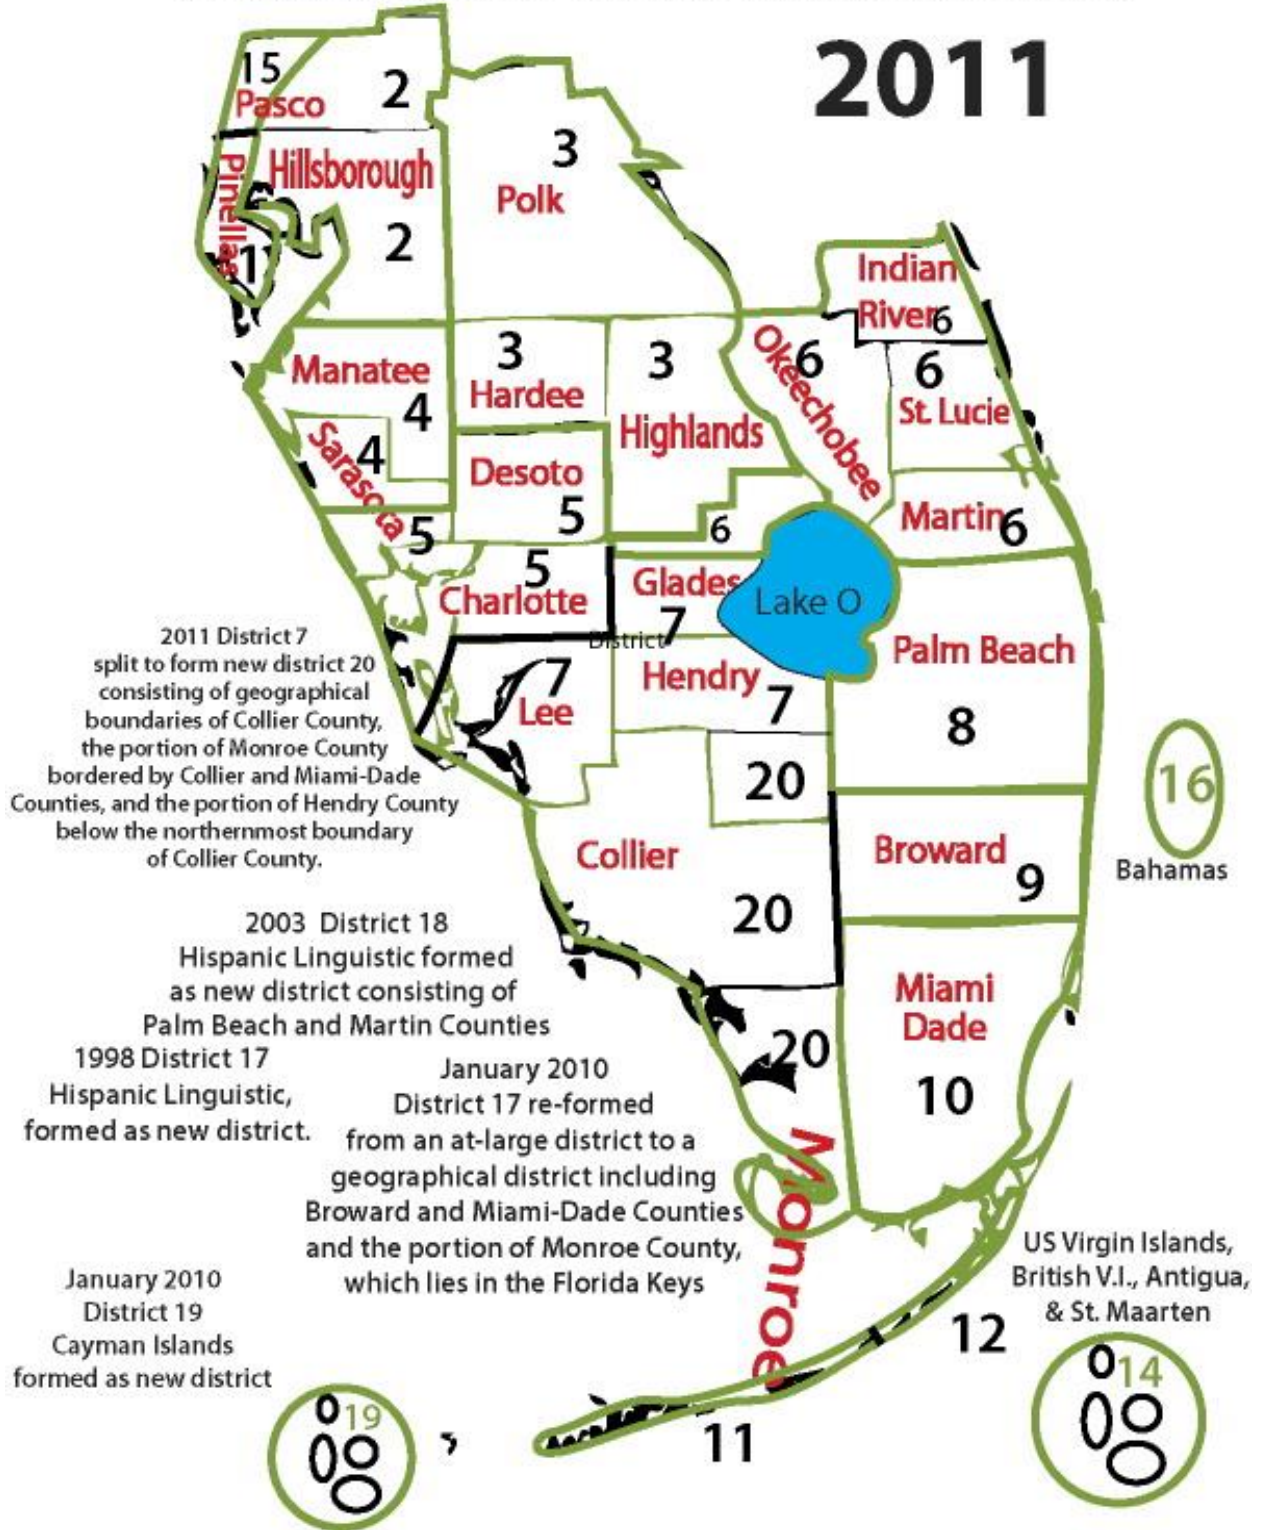 2011
15
Pasco
2
3
Polk
Pinellas
1
Hillsborough
2
Indian
River
6
Okeechobee
6
6
St. Lucie
Manatee
4
3
Hardee
3
Highlands
Sarasota
4
5
Desoto
5
6
Martin
6
5
Charlotte
Glades
7
Lake O
District
Palm Beach
8
7
Lee
Hendry
7
20
2011 District 7
split to form new district 20
consisting of geographical
boundaries of Collier County,
the portion of Monroe County
bordered by Collier and Miami-Dade
Counties, and the portion of Hendry County
below the northernmost boundary
of Collier County.
16
Bahamas
Collier
20
Broward
9
2003 District 18
Hispanic Linguistic formed
as new district consisting of
Palm Beach and Martin Counties
Miami
Dade
10
20
1998 District 17
Hispanic Linguistic,
formed as new district.
January 2010
District 17 re-formed
from an at-large district to a
geographical district including
Broward and Miami-Dade Counties
and the portion of Monroe County,
which lies in the Florida Keys
Monroe
January 2010
District 19
Cayman Islands
formed as new district
19
11
12
US Virgin Islands,
British V.I., Antigua,
& St. Maarten
14